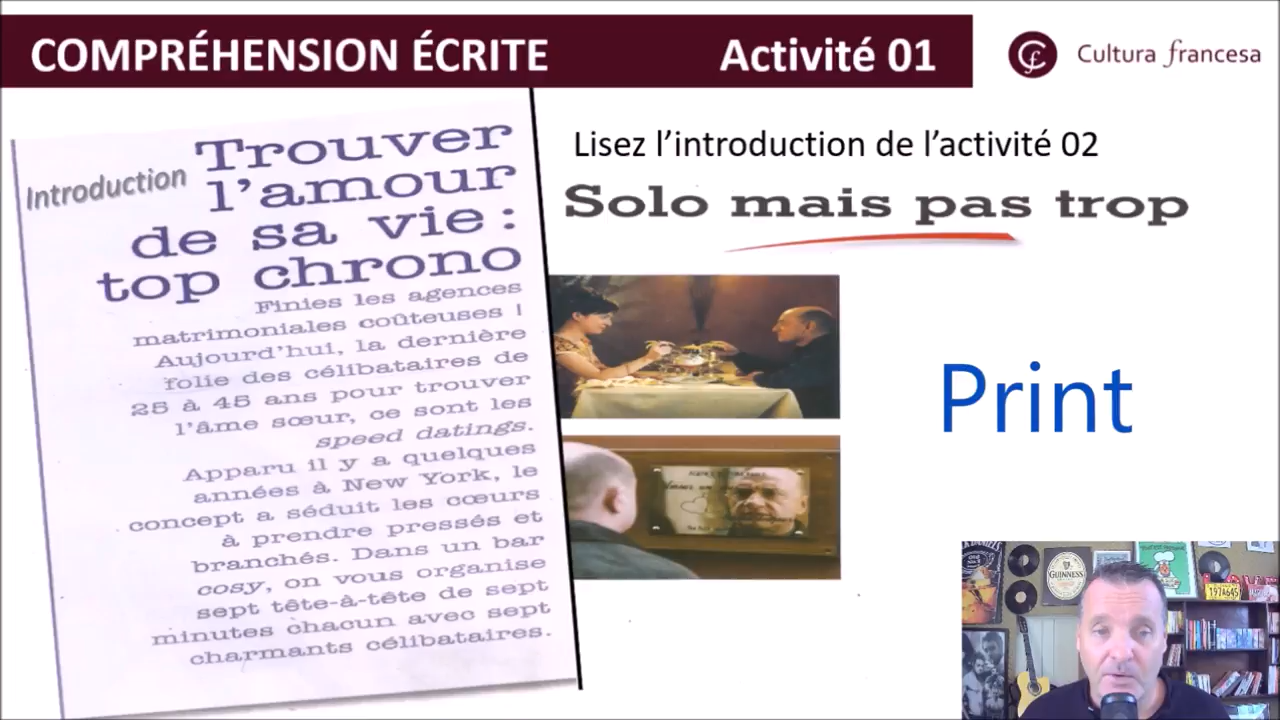 COMPRÉHENSION ÉCRITE
Activité 01
Cultura francesa
Introduction
Trouver
l'amour
de sa vie :
top chrono
Finies les agences
matrimoniales coûteuses !
Aujourd'hui, la dernière
folie des célibataires de
25 à 45 ans pour trouver
l'âme sœur, ce sont les
speed datings.
Apparu il y a quelques
années à New York, le
concept a séduit les cœurs
à prendre pressés et
branchés. Dans un bar
cosy, on vous organise
sept tête-à-tête de sept
minutes chacun avec sept
charmants célibataires.
Lisez l'introduction de l'activité 02
Solo mais pas trop
Print
GUINNESS
197A645